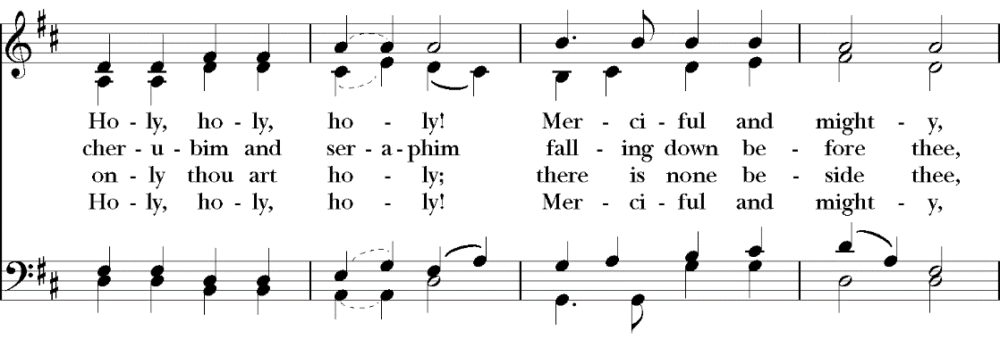 Ho - ly, ho - ly, ho - ly! Mer - ci - ful and might - y,
cher - u - bim and ser - a - phim fall - ing down be - fore thee,
on - ly thou art ho - ly; there is none be - side thee,
Ho - ly, ho - ly, ho - ly! Mer - ci - ful and might - y,